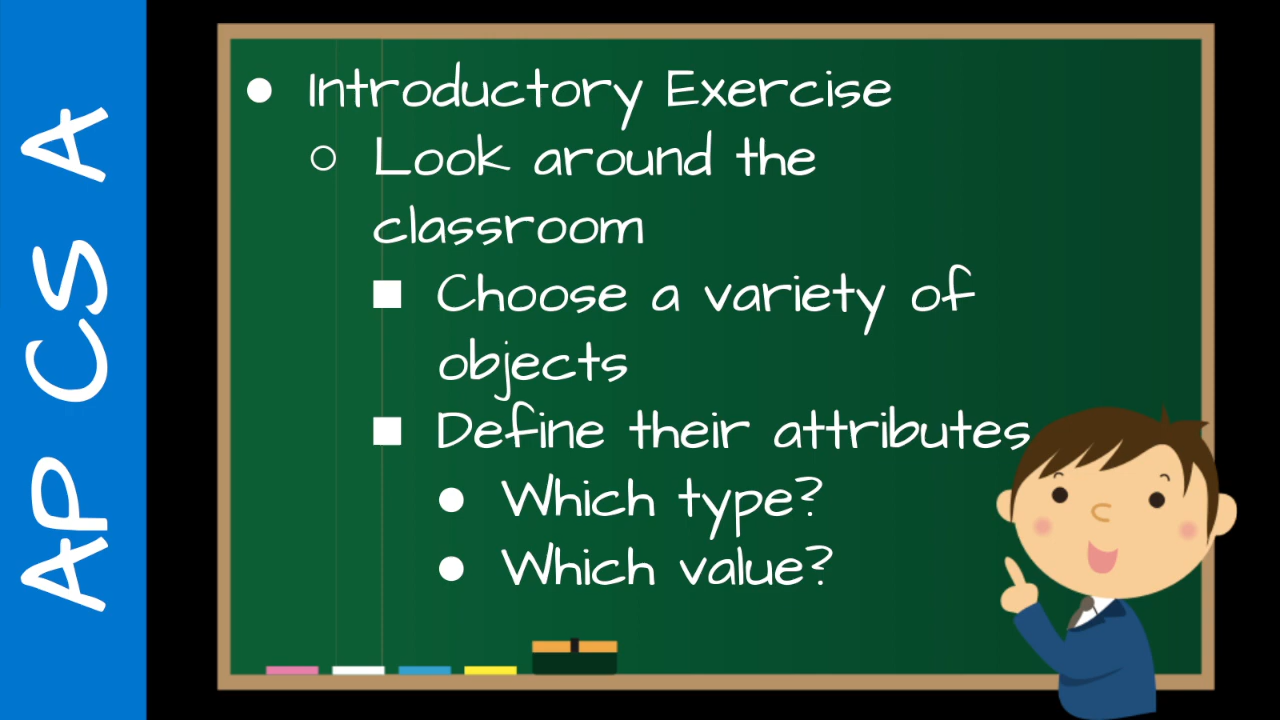 AP CS A
● Introductory Exercise
○ Look around the
classroom
■ Choose a variety of
objects
■ Define their attributes
● Which type?
● Which value?